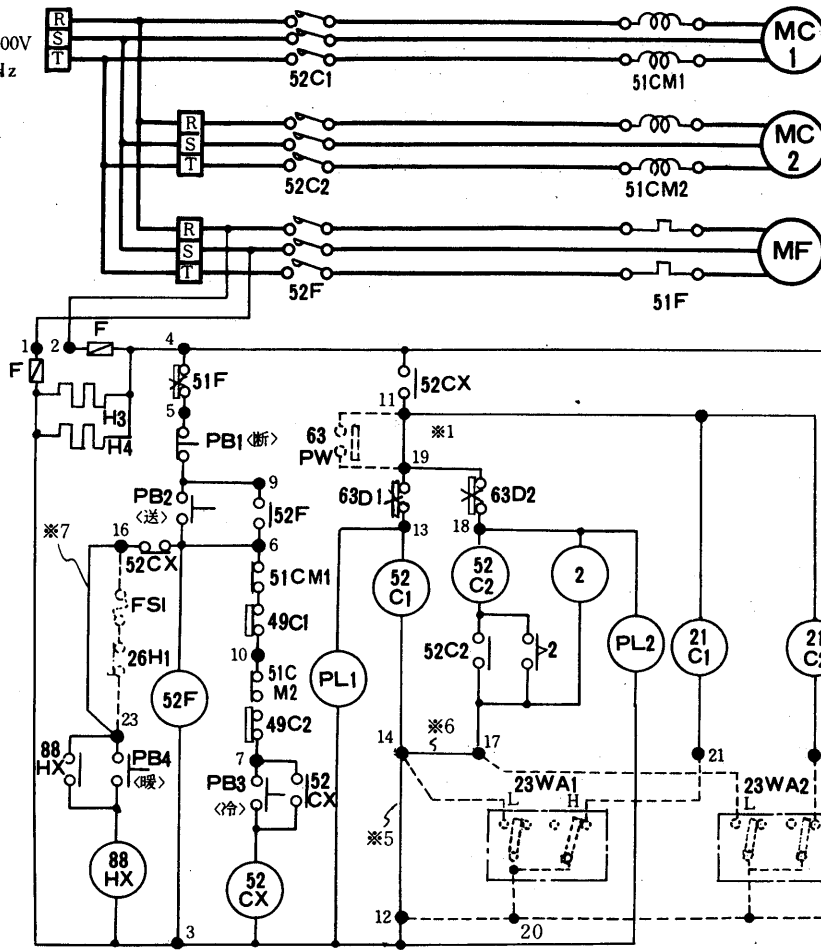 R
S
T
00V
Hz
52C1
51CM1
MC
1
R
S
T
52C2
51CM2
MC
2
R
S
T
52F
51F
MF
1
2
F
4
F
51F
52CX
11
5
H3
H4
PB1〈断〉
63
PW
※1
19
9
PB2
〈送〉
52F
63D1
63D2
※7
16
6
13
18
52CX
51CM1
52
C1
52
C2
2
FS1
49C1
26H1
10
52C2
2
PL2
21
C1
21
C2
51C
M2
PL1
52F
49C2
23
14
※6
17
21
88
HX
PB4
〈暖〉
7
PB3
〈冷〉
52
CX
23WA1
23WA2
L
H
L
※5
88
HX
52
CX
12
20
3